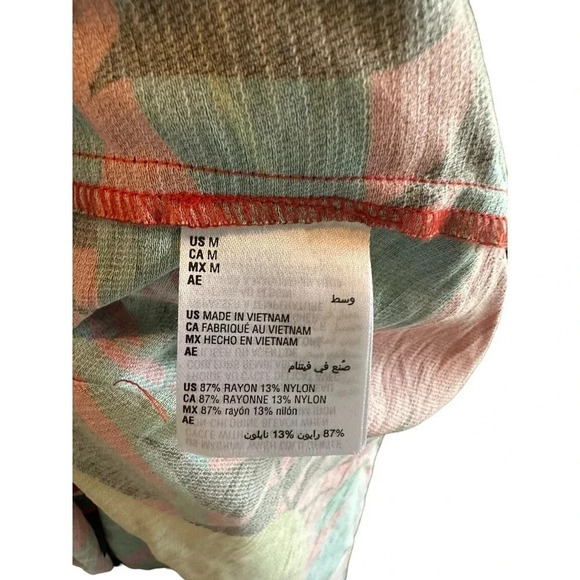 US M
CA M
MX M
AE
وسط
US MADE IN VIETNAM
CA FABRIQUÉ AU VIETNAM
MX HECHO EN VIETNAM
AE
صُنع في فيتنام
US 87% RAYON 13% NYLON
CA 87% RAYONNE 13% NYLON
MX 87% rayón 13% nilón
AE
87% رايون 13% نايلون